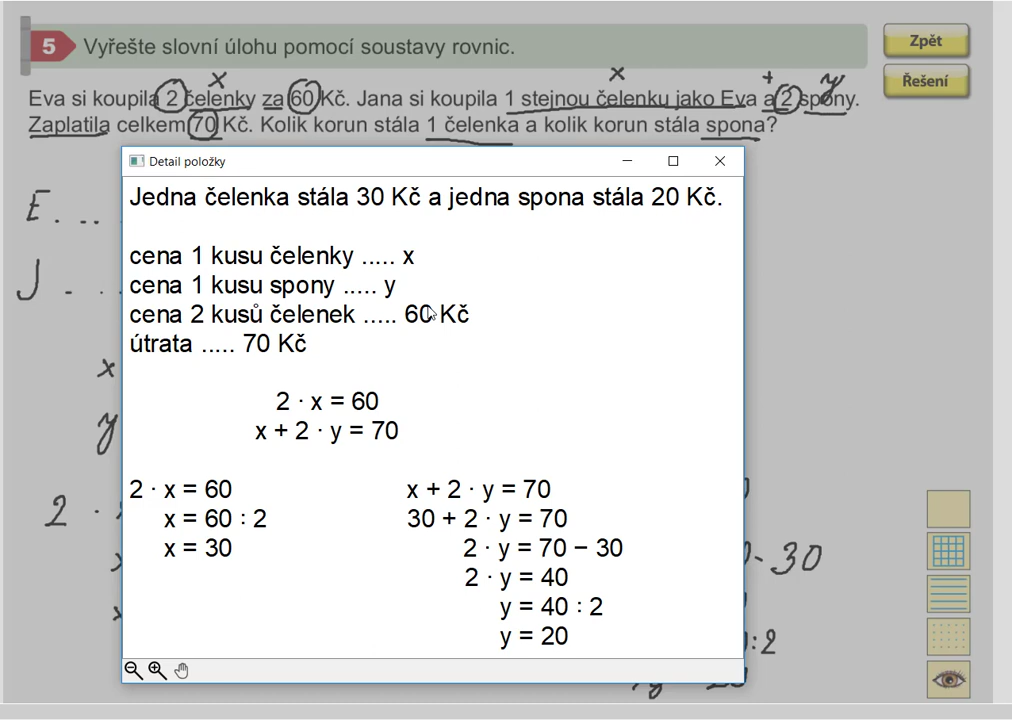 5 Vyřešte slovní úlohu pomocí soustavy rovnic.
Zpět
Řešení
x x + y
Eva si koupila 2 čelenky za 60 Kč. Jana si koupila 1 stejnou čelenku jako Eva a 2 spony.
Zaplatila celkem 70 Kč. Kolik korun stála 1 čelenka a kolik korun stála spona?
Detail položky
Jedna čelenka stála 30 Kč a jedna spona stála 20 Kč.
E. ...
cena 1 kusu čelenky ..... x
J. ...
cena 1 kusu spony ..... y
cena 2 kusů čelenek ..... 60 Kč
útrata ..... 70 Kč
x
2 · x = 60
y
x + 2 · y = 70
2 · x = 60 x + 2 · y = 70
2 ·
x = 60 : 2 30 + 2 · y = 70
x = 30 2 · y = 70 − 30
- 30
2 · y = 40
y = 40 : 2
y = 20
:2